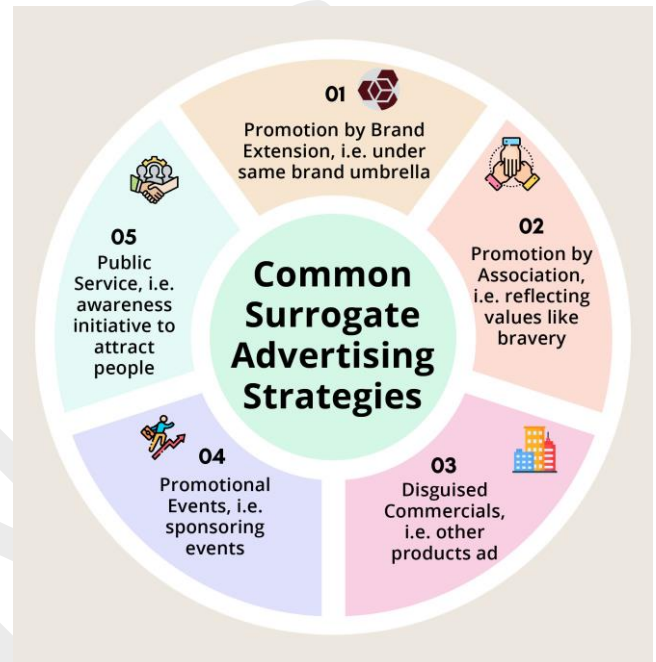 01
Promotion by Brand
Extension, i.e. under
same brand umbrella
02
Promotion by
Association,
i.e. reflecting
values like
bravery
03
Disguised
Commercials,
i.e. other
products ad
04
Promotional
Events, i.e.
sponsoring
events
05
Public
Service, i.e.
awareness
initiative to
attract
people
Common
Surrogate
Advertising
Strategies